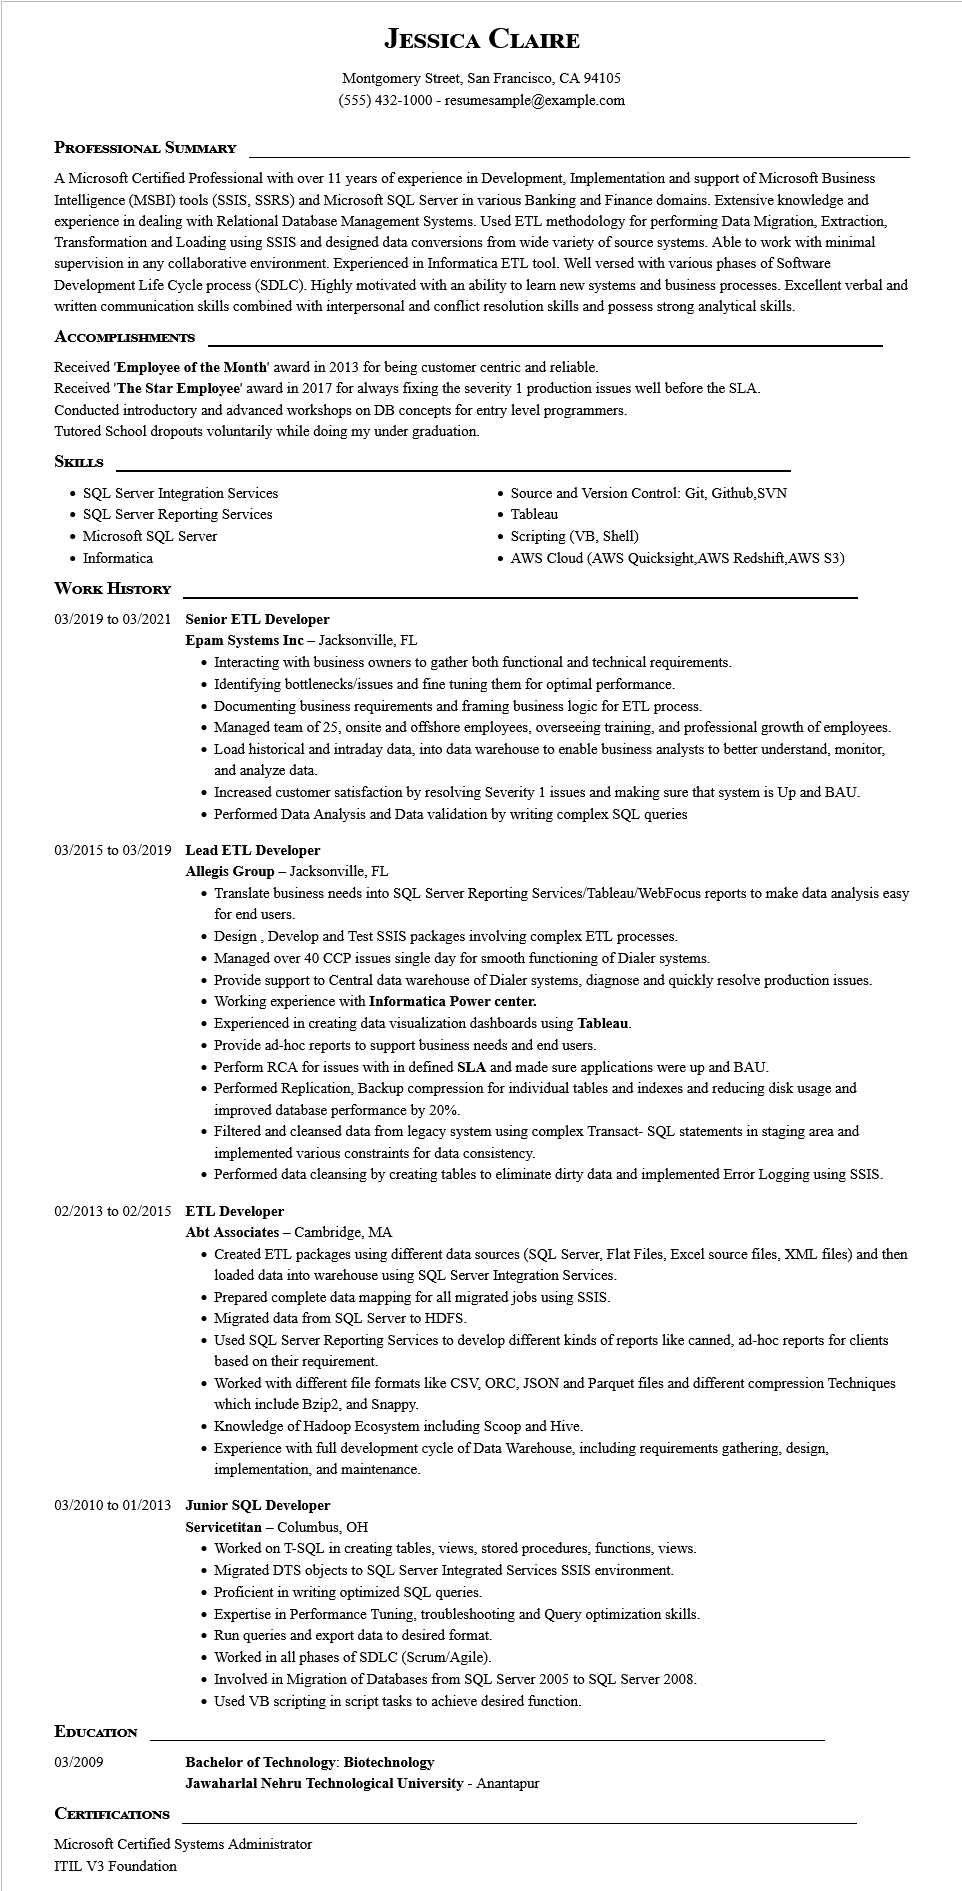 Jessica Claire
Montgomery Street, San Francisco, CA 94105
(555) 432-1000 - resumesample@example.com
Professional Summary
A Microsoft Certified Professional with over 11 years of experience in Development, Implementation and support of Microsoft Business
Intelligence (MSBI) tools (SSIS, SSRS) and Microsoft SQL Server in various Banking and Finance domains. Extensive knowledge and
experience in dealing with Relational Database Management Systems. Used ETL methodology for performing Data Migration, Extraction,
Transformation and Loading using SSIS and designed data conversions from wide variety of source systems. Able to work with minimal
supervision in any collaborative environment. Experienced in Informatica ETL tool. Well versed with various phases of Software
Development Life Cycle process (SDLC). Highly motivated with an ability to learn new systems and business processes. Excellent verbal and
written communication skills combined with interpersonal and conflict resolution skills and possess strong analytical skills.
Accomplishments
Received 'Employee of the Month' award in 2013 for being customer centric and reliable.
Received 'The Star Employee' award in 2017 for always fixing the severity 1 production issues well before the SLA.
Conducted introductory and advanced workshops on DB concepts for entry level programmers.
Tutored School dropouts voluntarily while doing my under graduation.
Skills
• SQL Server Integration Services
• SQL Server Reporting Services
• Microsoft SQL Server
• Informatica
• Source and Version Control: Git, Github,SVN
• Tableau
• Scripting (VB, Shell)
• AWS Cloud (AWS Quicksight,AWS Redshift,AWS S3)
Work History
03/2019 to 03/2021 Senior ETL Developer
Epam Systems Inc – Jacksonville, FL
• Interacting with business owners to gather both functional and technical requirements.
• Identifying bottlenecks/issues and fine tuning them for optimal performance.
• Documenting business requirements and framing business logic for ETL process.
• Managed team of 25, onsite and offshore employees, overseeing training, and professional growth of employees.
• Load historical and intraday data, into data warehouse to enable business analysts to better understand, monitor,
and analyze data.
• Increased customer satisfaction by resolving Severity 1 issues and making sure that system is Up and BAU.
• Performed Data Analysis and Data validation by writing complex SQL queries
03/2015 to 03/2019 Lead ETL Developer
Allegis Group – Jacksonville, FL
• Translate business needs into SQL Server Reporting Services/Tableau/WebFocus reports to make data analysis easy
for end users.
• Design , Develop and Test SSIS packages involving complex ETL processes.
• Managed over 40 CCP issues single day for smooth functioning of Dialer systems.
• Provide support to Central data warehouse of Dialer systems, diagnose and quickly resolve production issues.
• Working experience with Informatica Power center.
• Experienced in creating data visualization dashboards using Tableau.
• Provide ad-hoc reports to support business needs and end users.
• Perform RCA for issues with in defined SLA and made sure applications were up and BAU.
• Performed Replication, Backup compression for individual tables and indexes and reducing disk usage and
improved database performance by 20%.
• Filtered and cleansed data from legacy system using complex Transact- SQL statements in staging area and
implemented various constraints for data consistency.
• Performed data cleansing by creating tables to eliminate dirty data and implemented Error Logging using SSIS.
02/2013 to 02/2015 ETL Developer
Abt Associates – Cambridge, MA
• Created ETL packages using different data sources (SQL Server, Flat Files, Excel source files, XML files) and then
loaded data into warehouse using SQL Server Integration Services.
• Prepared complete data mapping for all migrated jobs using SSIS.
• Migrated data from SQL Server to HDFS.
• Used SQL Server Reporting Services to develop different kinds of reports like canned, ad-hoc reports for clients
based on their requirement.
• Worked with different file formats like CSV, ORC, JSON and Parquet files and different compression Techniques
which include Bzip2, and Snappy.
• Knowledge of Hadoop Ecosystem including Scoop and Hive.
• Experience with full development cycle of Data Warehouse, including requirements gathering, design,
implementation, and maintenance.
03/2010 to 01/2013 Junior SQL Developer
Servicetitan – Columbus, OH
• Worked on T-SQL in creating tables, views, stored procedures, functions, views.
• Migrated DTS objects to SQL Server Integrated Services SSIS environment.
• Proficient in writing optimized SQL queries.
• Expertise in Performance Tuning, troubleshooting and Query optimization skills.
• Run queries and export data to desired format.
• Worked in all phases of SDLC (Scrum/Agile).
• Involved in Migration of Databases from SQL Server 2005 to SQL Server 2008.
• Used VB scripting in script tasks to achieve desired function.
Education
03/2009 Bachelor of Technology: Biotechnology
Jawaharlal Nehru Technological University - Anantapur
Certifications
Microsoft Certified Systems Administrator
ITIL V3 Foundation